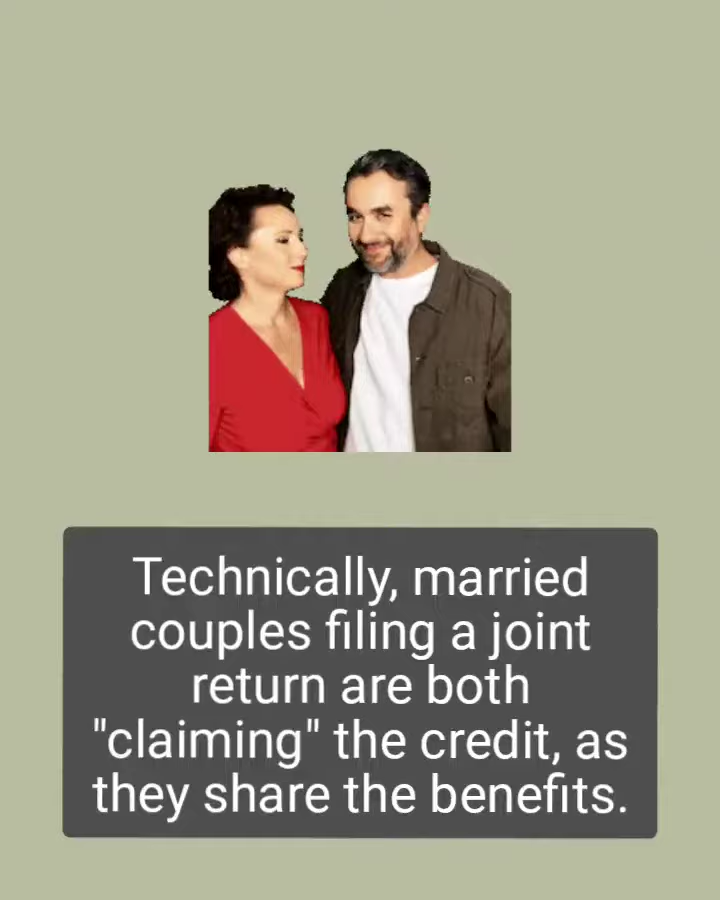 Technically, married
couples filing a joint
return are both
"claiming" the credit, as
they share the benefits.